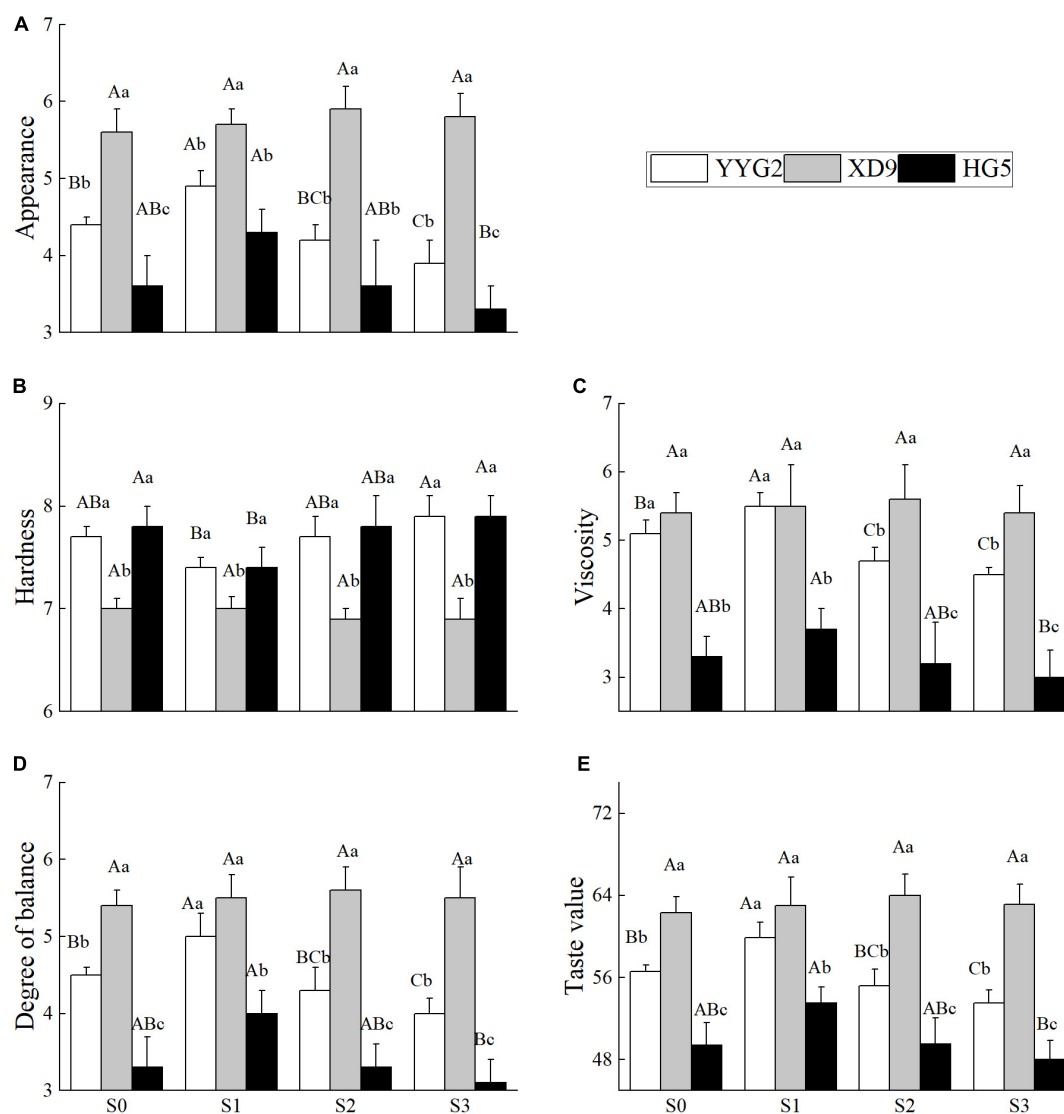 A
7
6
5
4
3
Appearance
Bb Aa ABc Ab Aa Ab BCb Aa ABb Cb Aa Bc
YYG2 XD9 HG5
B
9
8
7
6
Hardness
ABa Ab Aa Ba Ab Ba ABa Ab ABa Aa Ab Aa
C
7
6
5
4
3
Viscosity
Ba Aa ABb Aa Aa Ab Cb Aa ABc Cb Aa Bc
D
7
6
5
4
3
Degree of balance
Bb Aa ABc Aa Aa Ab BCb Aa ABc Cb Aa Bc
S0 S1 S2 S3
E
72
64
56
48
Taste value
Bb Aa ABc Aa Aa Ab BCb Aa ABc Cb Aa Bc
S0 S1 S2 S3